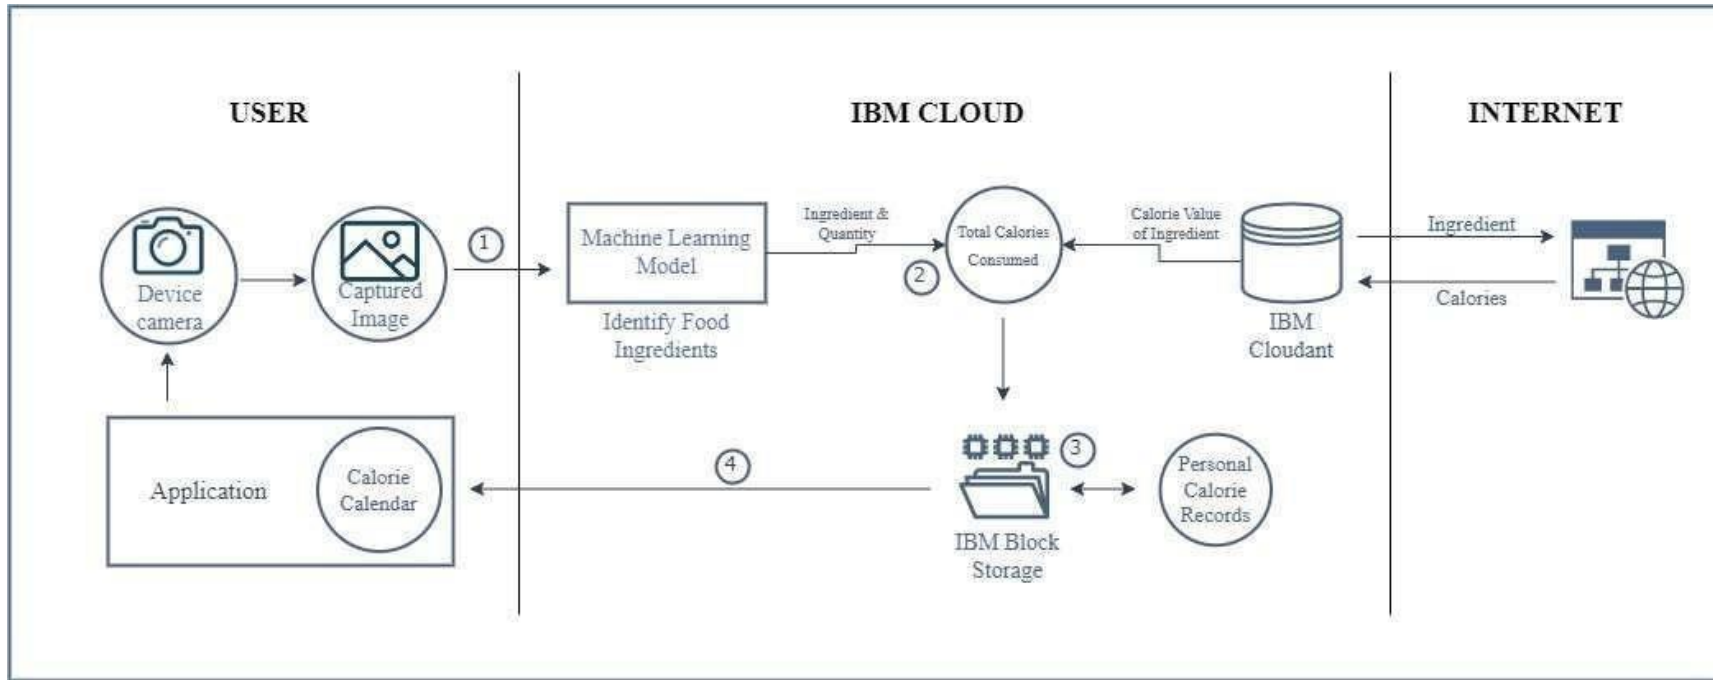 USER
IBM CLOUD
INTERNET
Device
camera
Captured
Image
1
Machine Learning
Model
Identify Food
Ingredients
Ingredient &
Quantity
2
Total Calories
Consumed
Calorie Value
of Ingredient
IBM
Cloudant
Ingredient
Calories
Application
Calorie
Calendar
4
3
IBM Block
Storage
Personal
Calorie
Records